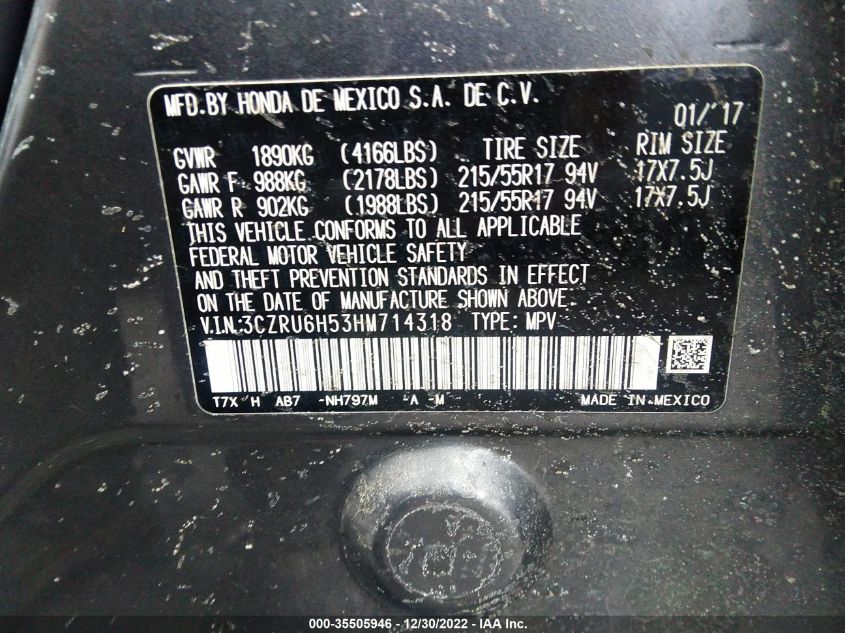 MFD.BY HONDA DE MEXICO S.A. DE C.V.
01/'17
GVWR 1890KG (4166LBS) TIRE SIZE RIM SIZE
GAWR F 988KG (2178LBS) 215/55R17 94V 17X7.5J
GAWR R 902KG (1988LBS) 215/55R17 94V 17X7.5J
THIS VEHICLE CONFORMS TO ALL APPLICABLE
FEDERAL MOTOR VEHICLE SAFETY
AND THEFT PREVENTION STANDARDS IN EFFECT
ON THE DATE OF MANUFACTURE SHOWN ABOVE.
V.I.N.:3CZRU6H53HM714318 TYPE: MPV
T7X H AB7 -NH797M -A -M MADE IN MEXICO
000-35505946 - 12/30/2022 - IAA Inc.